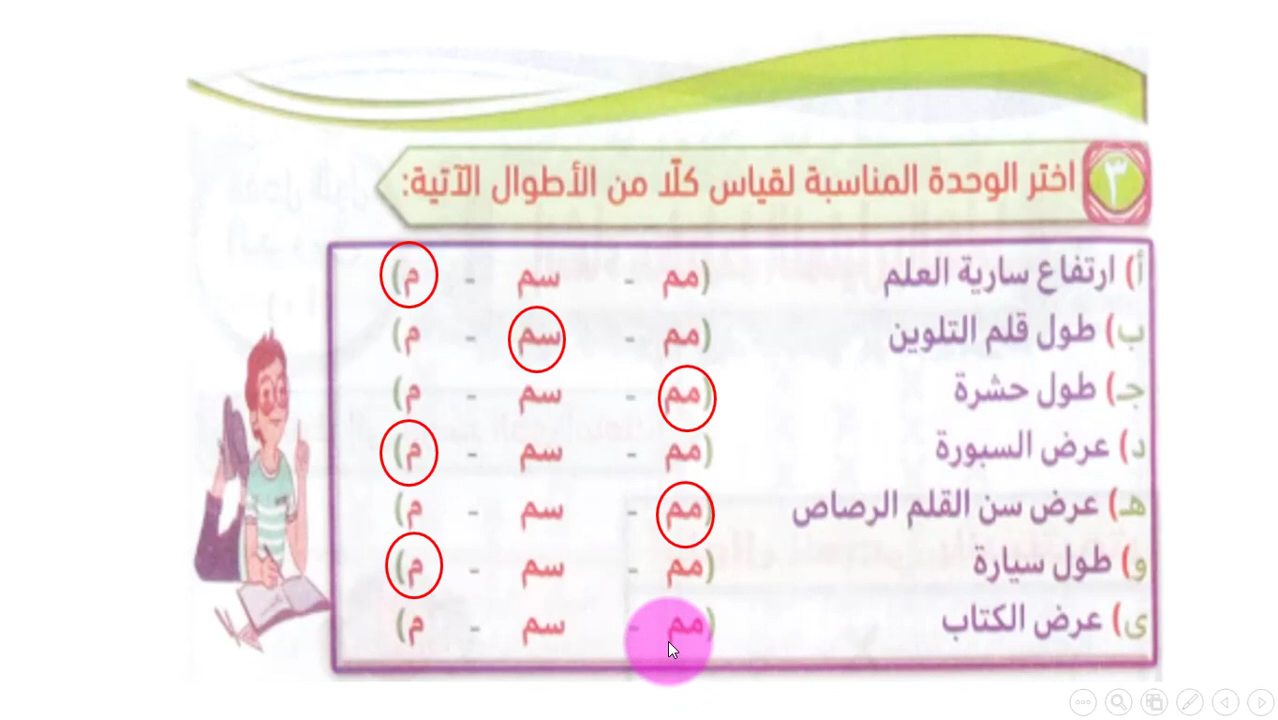 ٣ اختر الوحدة المناسبة لقياس كلًا من الأطوال الآتية:
أ) ارتفاع سارية العلم (مم - سم - م)
ب) طول قلم التلوين (مم - سم - م)
جـ) طول حشرة (مم - سم - م)
د) عرض السبورة (مم - سم - م)
هـ) عرض سن القلم الرصاص (مم - سم - م)
و) طول سيارة (مم - سم - م)
ى) عرض الكتاب (مم - سم - م)